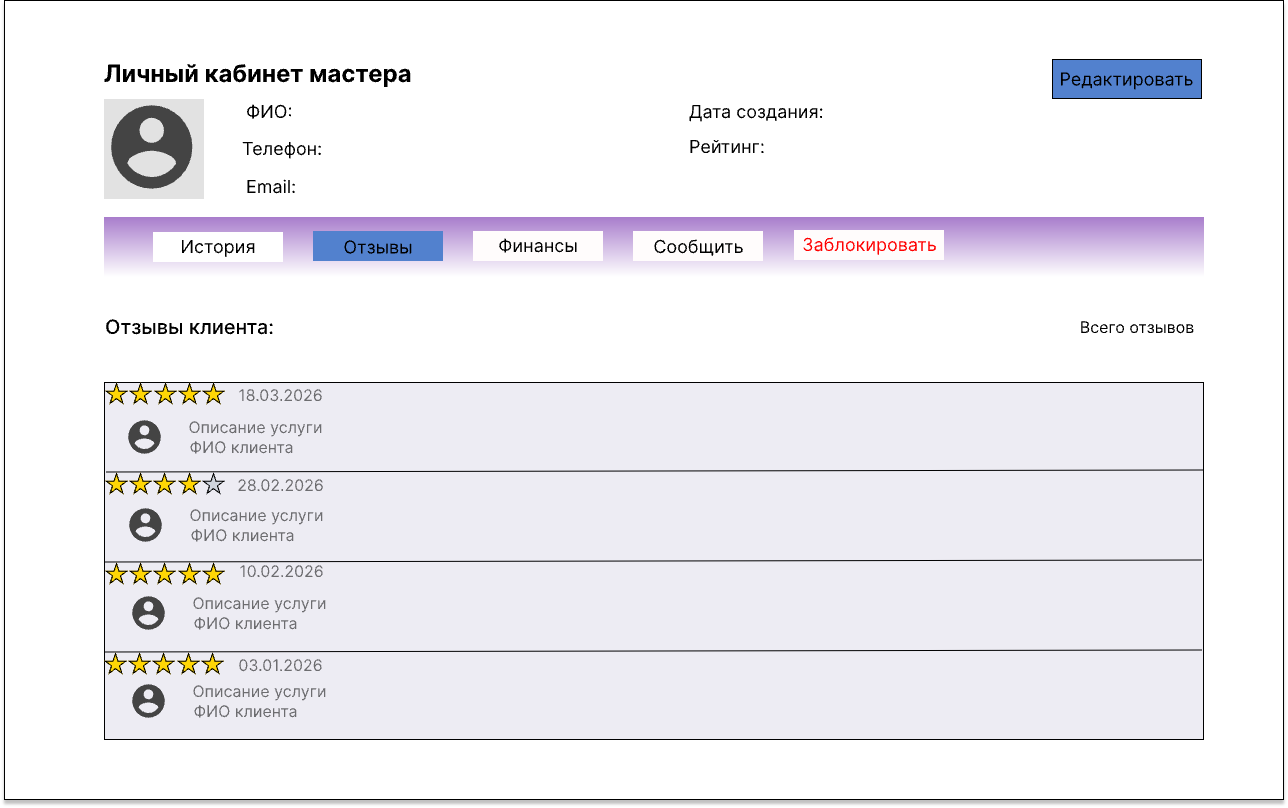 Личный кабинет мастера
Редактировать
ФИО:
Дата создания:
Телефон:
Рейтинг:
Email:
История
Отзывы
Финансы
Сообщить
Заблокировать
Отзывы клиента:
Всего отзывов
18.03.2026
Описание услуги
ФИО клиента
28.02.2026
Описание услуги
ФИО клиента
10.02.2026
Описание услуги
ФИО клиента
03.01.2026
Описание услуги
ФИО клиента